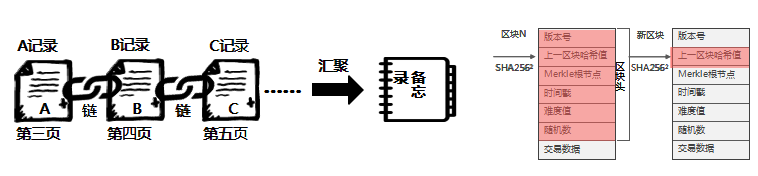 A记录
B记录
C记录
A
B
C
链
链
第三页
第四页
第五页
......
汇聚
备忘
录
区块N
SHA256²
版本号
上一区块哈希值
Merkle根节点
时间戳
难度值
随机数
交易数据
区块头
新区块
SHA256²
版本号
上一区块哈希值
Merkle根节点
时间戳
难度值
随机数
交易数据